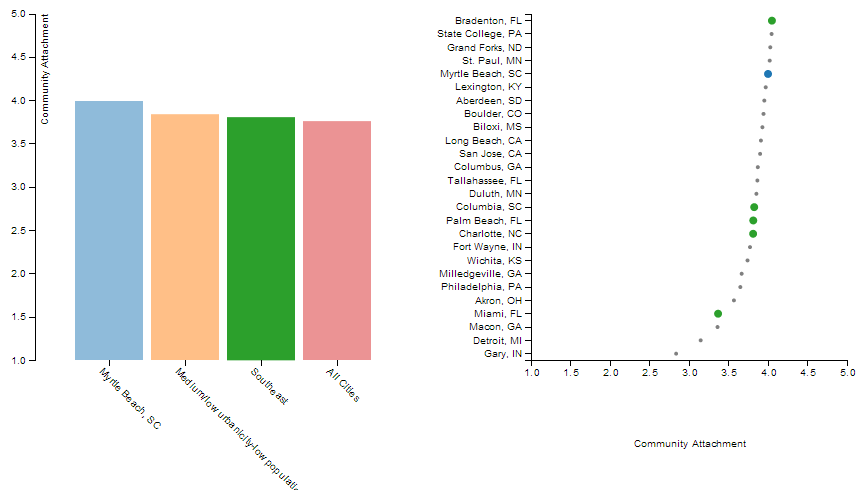 5.0
4.5
4.0
3.5
3.0
2.5
2.0
1.5
1.0
Community Attachment
Myrtle Beach, SC
Medium/low urbanicity-low populati
Southeast
All Cities
Bradenton, FL
State College, PA
Grand Forks, ND
St. Paul, MN
Myrtle Beach, SC
Lexington, KY
Aberdeen, SD
Boulder, CO
Biloxi, MS
Long Beach, CA
San Jose, CA
Columbus, GA
Tallahassee, FL
Duluth, MN
Columbia, SC
Palm Beach, FL
Charlotte, NC
Fort Wayne, IN
Wichita, KS
Milledgeville, GA
Philadelphia, PA
Akron, OH
Miami, FL
Macon, GA
Detroit, MI
Gary, IN
1.0 1.5 2.0 2.5 3.0 3.5 4.0 4.5 5.0
Community Attachment